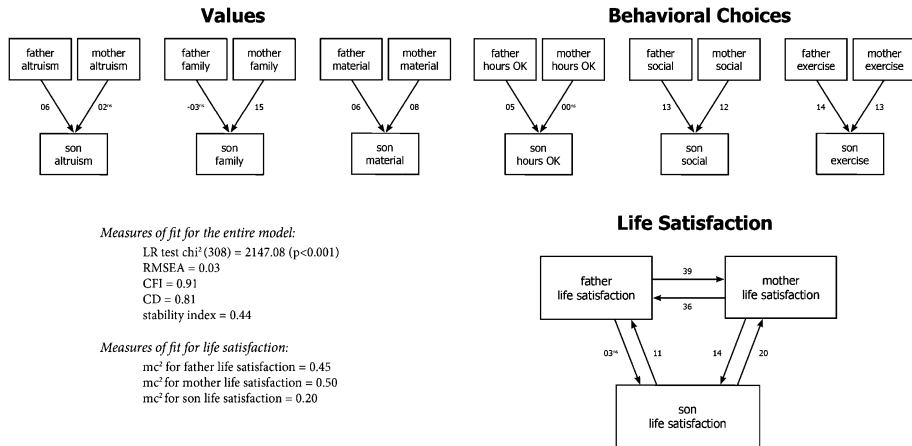 Values
father
altruism
mother
altruism
06
02ns
son
altruism
father
family
mother
family
-03ns
15
son
family
father
material
mother
material
06
08
son
material
Behavioral Choices
father
hours OK
mother
hours OK
05
00ns
son
hours OK
father
social
mother
social
13
12
son
social
father
exercise
mother
exercise
14
13
son
exercise
Measures of fit for the entire model:
LR test chi² (308) = 2147.08 (p<0.001)
RMSEA = 0.03
CFI = 0.91
CD = 0.81
stability index = 0.44
Measures of fit for life satisfaction:
mc² for father life satisfaction = 0.45
mc² for mother life satisfaction = 0.50
mc² for son life satisfaction = 0.20
Life Satisfaction
father
life satisfaction
39
36
mother
life satisfaction
03ns
11
14
20
son
life satisfaction